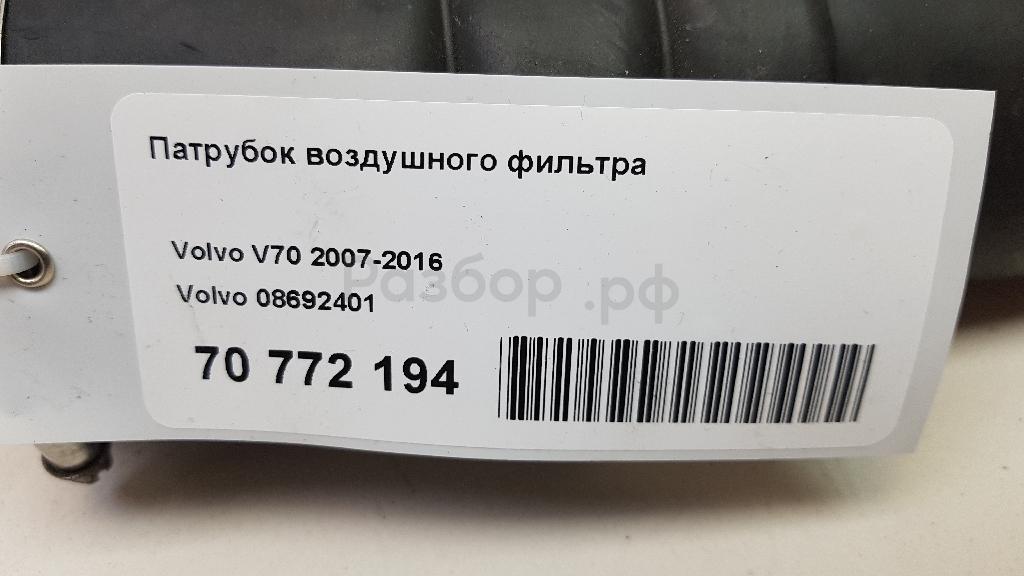 Патрубок воздушного фильтра
Volvo V70 2007-2016
Разбор.рф
Volvo 08692401
70 772 194